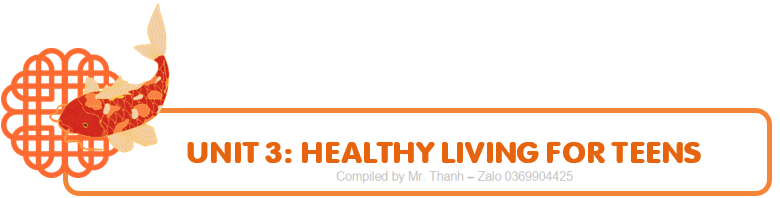 UNIT 3: HEALTHY LIVING FOR TEENS
Compiled by Mr. Thanh – Zalo 0369904425